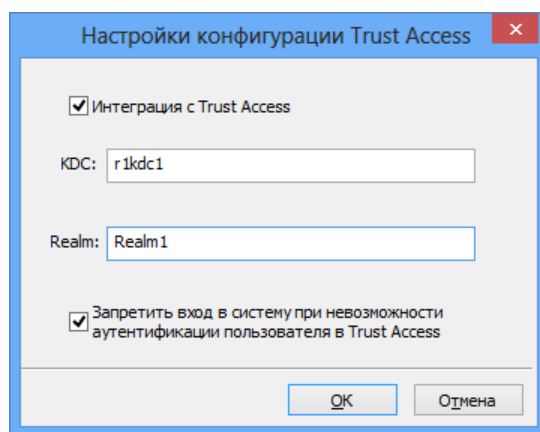 Настройки конфигурации Trust Access
Интеграция с Trust Access
KDC: r1kdc1
Realm: Realm1
Запретить вход в систему при невозможности
аутентификации пользователя в Trust Access
OK Отмена